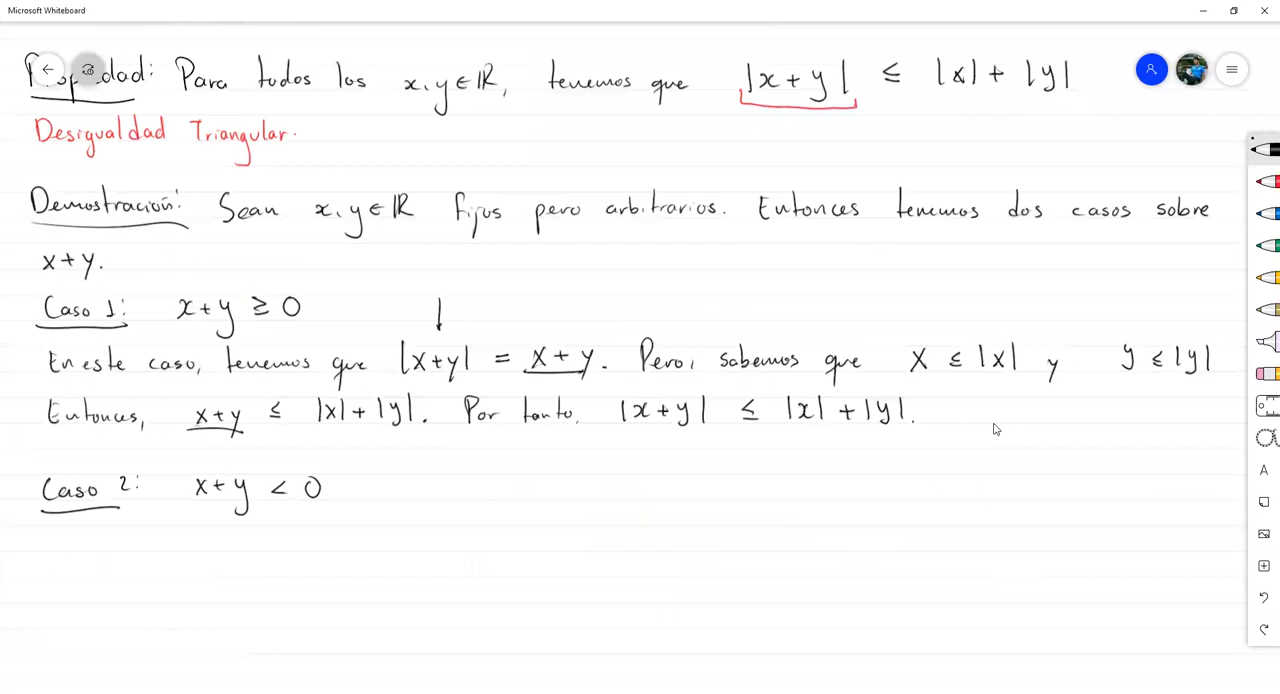 Microsoft Whiteboard
dad: Para todos los x,y∈ℝ, tenemos que |x+y| ≤ |x|+|y|
Desigualdad Triangular.
Demostración: Sean x,y∈ℝ fijos pero arbitrarios. Entonces tenemos dos casos sobre
x+y.
Caso 1: x+y ≥ 0
En este caso, tenemos que |x+y| = x+y. Pero, sabemos que x ≤ |x| y y ≤ |y|
Entonces, x+y ≤ |x|+|y|. Por tanto, |x+y| ≤ |x|+|y|.
Caso 2: x+y < 0